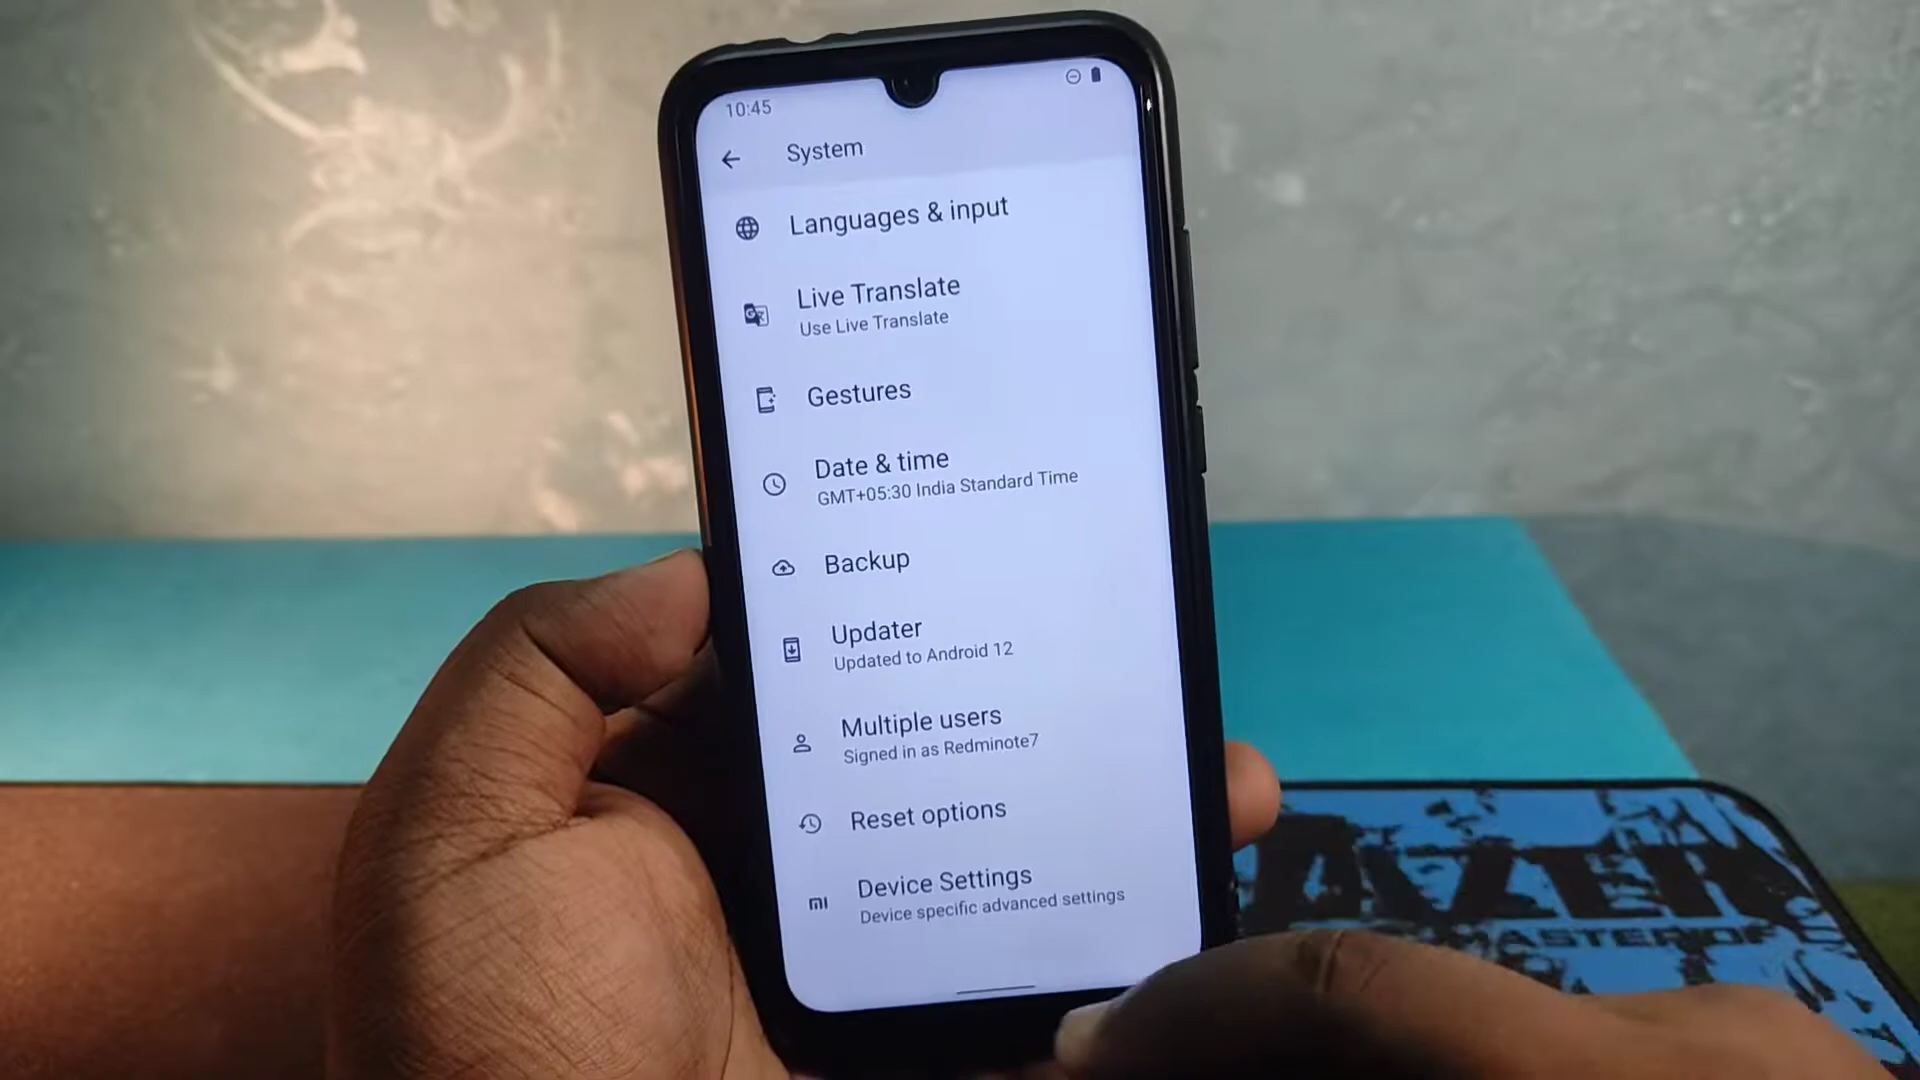 10:45
System
Languages & input
Live Translate
Use Live Translate
Gestures
Date & time
GMT+05:30 India Standard Time
Backup
Updater
Updated to Android 12
Multiple users
Signed in as Redminote7
Reset options
Device Settings
Device specific advanced settings
MASTER OF